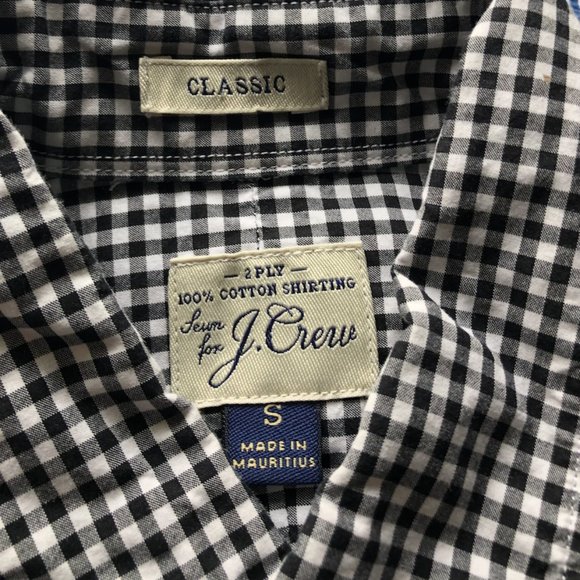 CLASSIC
— 2 PLY —
100% COTTON SHIRTING
Sewn for J.Crew
S
MADE IN
MAURITIUS